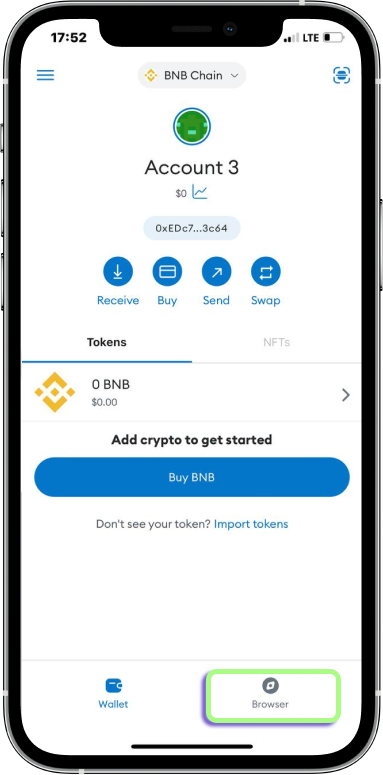 17:52 LTE
BNB Chain
Account 3
$0
0xEDc7...3c64
Receive Buy Send Swap
Tokens NFTs
0 BNB
$0.00
Add crypto to get started
Buy BNB
Don't see your token? Import tokens
Wallet Browser